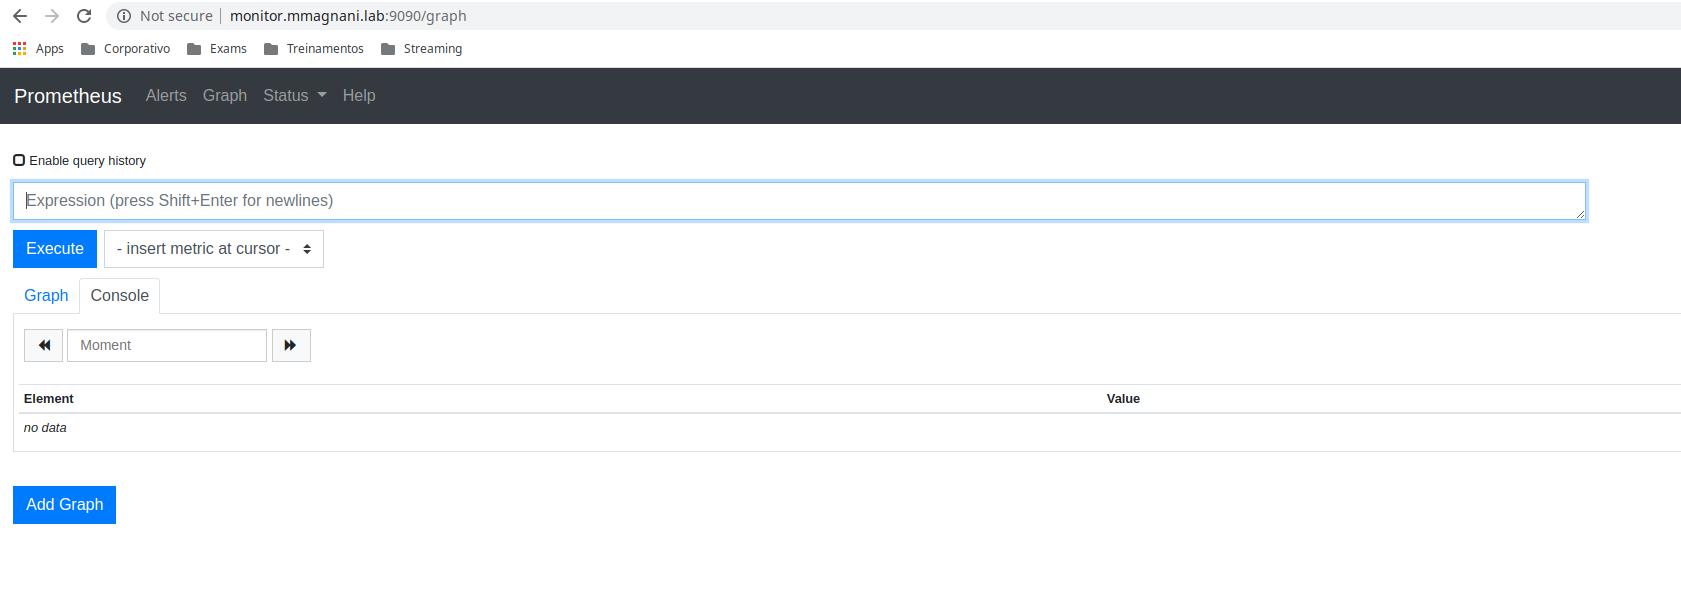 Not secure monitor.mmagnani.lab:9090/graph
Apps Corporativo Exams Treinamentos Streaming
Prometheus Alerts Graph Status Help
Enable query history
Expression (press Shift+Enter for newlines)
Execute - insert metric at cursor -
Graph Console
Moment
Element Value
no data
Add Graph